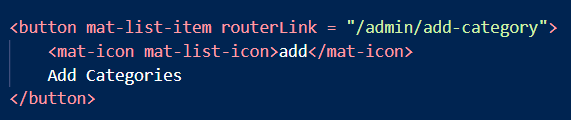 <button mat-list-item routerLink = "/admin/add-category">
<mat-icon mat-list-icon>add</mat-icon>
Add Categories
</button>